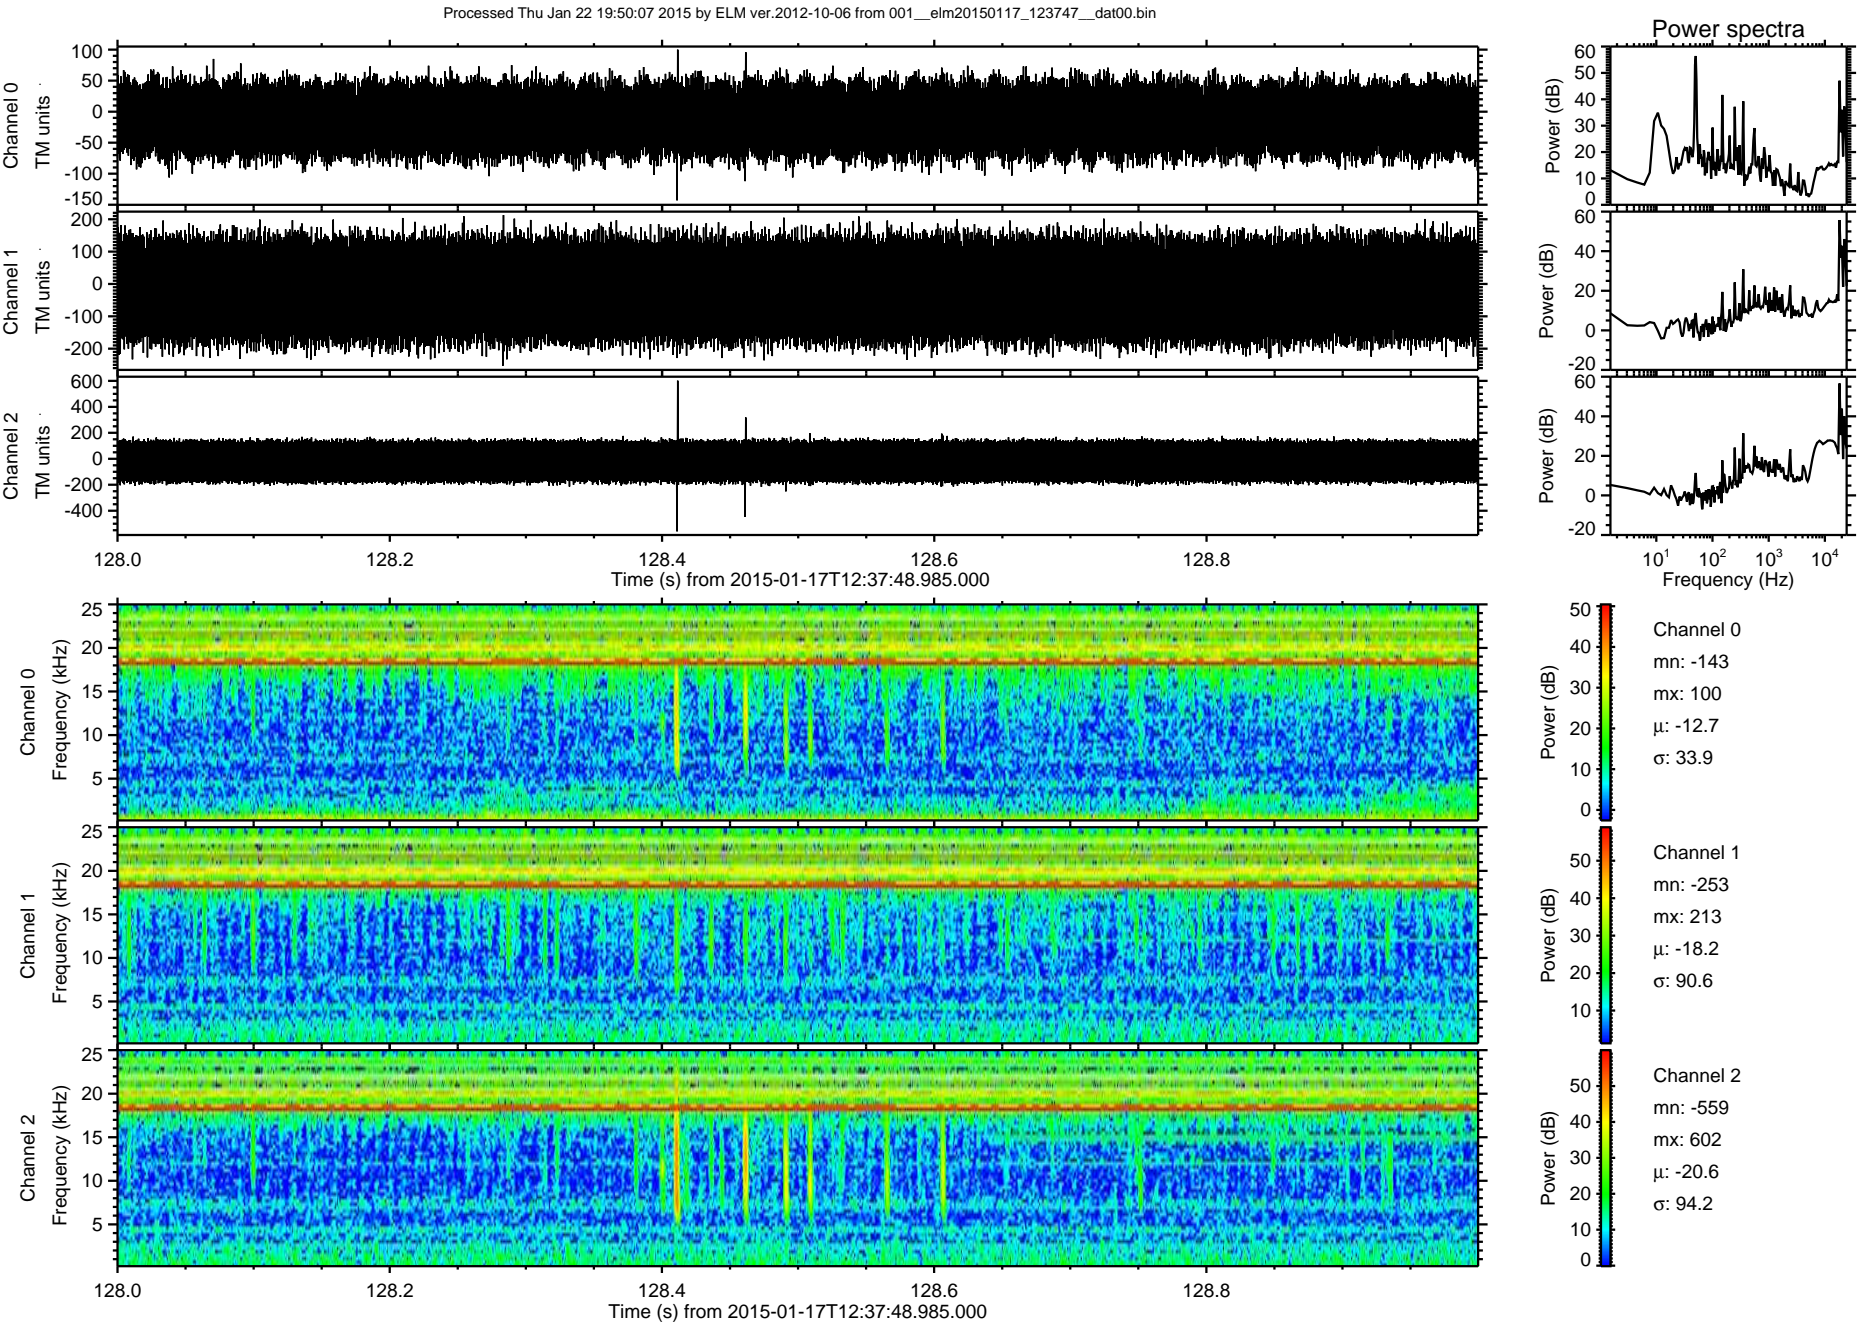 Processed Thu Jan 22 19:50:07 2015 by ELM ver.2012-10-06 from 001__elm20150117_123747__dat00.bin
Power spectra
Channel 0
TM units
100
50
0
-50
-100
-150
Power (dB)
60
50
40
30
20
10
0
Channel 1
TM units
200
100
0
-100
-200
Power (dB)
60
40
20
0
-20
Channel 2
TM units
600
400
200
0
-200
-400
Power (dB)
60
40
20
0
-20
128.0 128.2 128.4 128.6 128.8
Time (s) from 2015-01-17T12:37:48.985.000
10¹ 10² 10³ 10⁴
Frequency (Hz)
Channel 0
Frequency (kHz)
25
20
15
10
5
Power (dB)
50
40
30
20
10
0
Channel 0
mn: -143
mx: 100
μ: -12.7
σ: 33.9
Channel 1
Frequency (kHz)
25
20
15
10
5
Power (dB)
50
40
30
20
10
Channel 1
mn: -253
mx: 213
μ: -18.2
σ: 90.6
Channel 2
Frequency (kHz)
25
20
15
10
5
Power (dB)
50
40
30
20
10
0
Channel 2
mn: -559
mx: 602
μ: -20.6
σ: 94.2
128.0 128.2 128.4 128.6 128.8
Time (s) from 2015-01-17T12:37:48.985.000